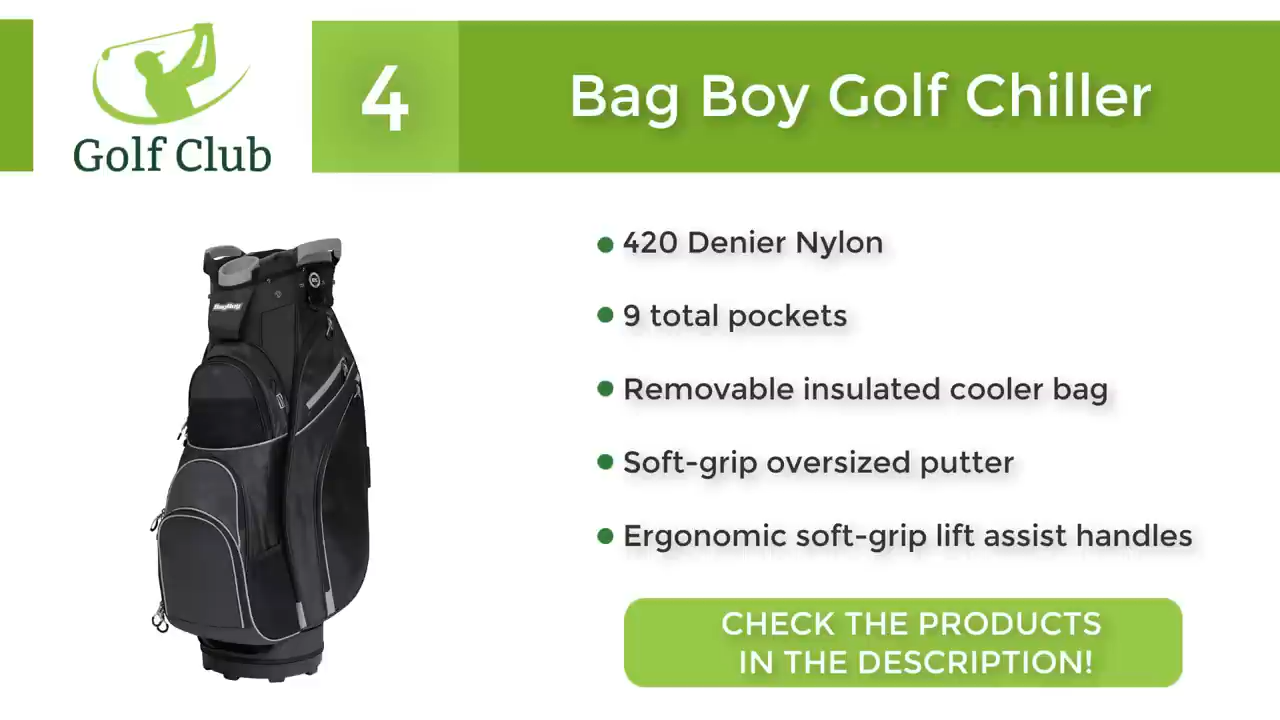 Golf Club
4
Bag Boy Golf Chiller
420 Denier Nylon
9 total pockets
Removable insulated cooler bag
Soft-grip oversized putter
Ergonomic soft-grip lift assist handles
CHECK THE PRODUCTS
IN THE DESCRIPTION!
BagBoy